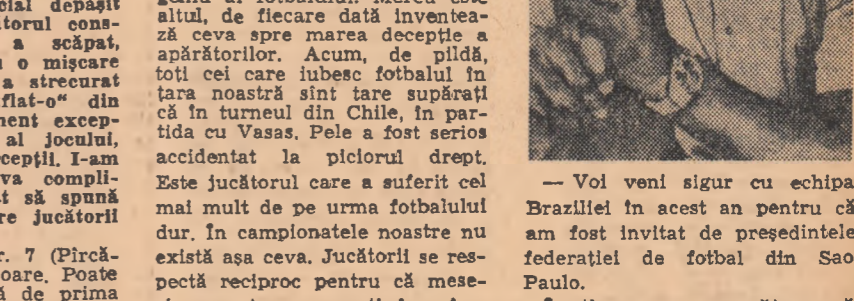 cial depășit
itorul cons-
a scăpat,
o mișcare
a strecurat
flat-o“ din
ment excep-
al jocului,
cepții. I-am
va compli-
t să spună
re jucătorii
r. 7 (Pîrcă-
oare. Poate
ă de prima
altul, de fiecare dată inventea-
ză ceva spre marea decepție a
apărătorilor. Acum, de pildă,
toți cei care iubesc fotbalul în
țara noastră sînt tare supărați
că în turneul din Chile, în par-
tida cu Vasas, Pele a fost serios
accidentat la piciorul drept.
Este jucătorul care a suferit cel
mai mult de pe urma fotbalului
dur. În campionatele noastre nu
există așa ceva. Jucătorii se res-
pectă reciproc pentru că mese-
— Voi veni sigur cu echipa
Braziliei în acest an pentru că
am fost invitat de președintele
federației de fotbal din Sao
Paulo.